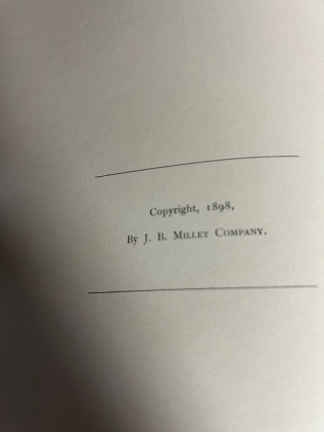 Copyright, 1898,
By J. B. MILLET COMPANY.